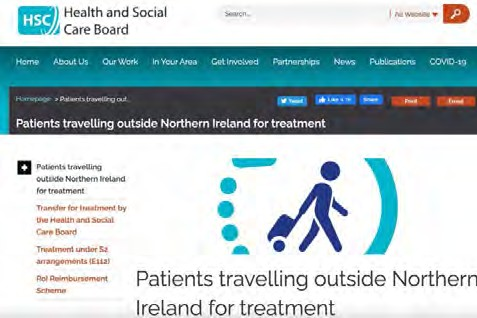 HSC Health and Social
Care Board
Search...
All Website
Home About Us Our Work In Your Area Get Involved Partnerships News Publications COVID-19
Homepage > Patients travelling out...
Tweet Like Share Print Email
Patients travelling outside Northern Ireland for treatment
Patients travelling
outside Northern Ireland
for treatment
Transfer for treatment by
the Health and Social
Care Board
Treatment under S2
arrangements (E112)
RoI Reimbursement
Scheme
Patients travelling outside Northern
Ireland for treatment